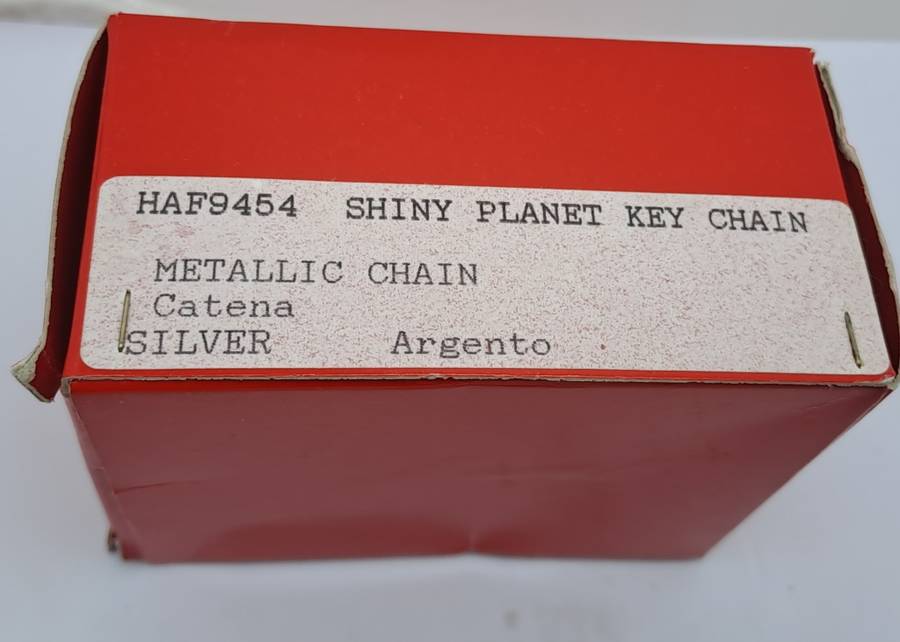 HAF9454 SHINY PLANET KEY CHAIN
METALLIC CHAIN
Catena
SILVER Argento